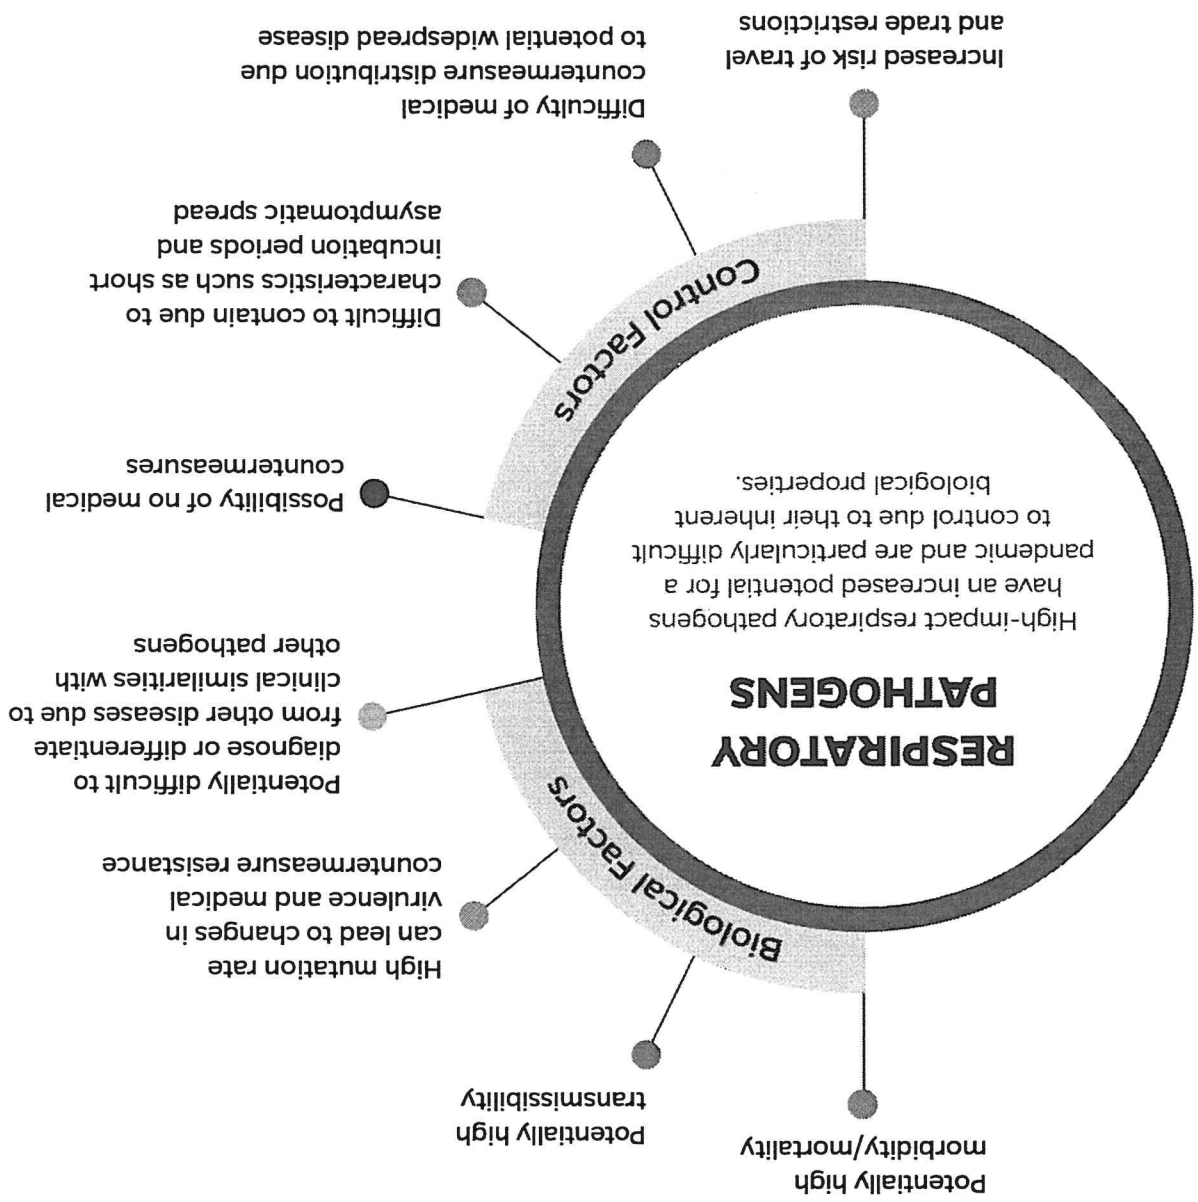 RESPIRATORY
PATHOGENS
High-impact respiratory pathogens
have an increased potential for a
pandemic and are particularly difficult
to control due to their inherent
biological properties.
Biological Factors
Potentially high
morbidity/mortality
Potentially high
transmissibility
High mutation rate
can lead to changes in
virulence and medical
countermeasure resistance
Potentially difficult to
diagnose or differentiate
from other diseases due to
clinical similarities with
other pathogens
Control Factors
Possibility of no medical
countermeasures
Difficult to contain due to
characteristics such as short
incubation periods and
asymptomatic spread
Difficulty of medical
countermeasure distribution due
to potential widespread disease
Increased risk of travel
and trade restrictions